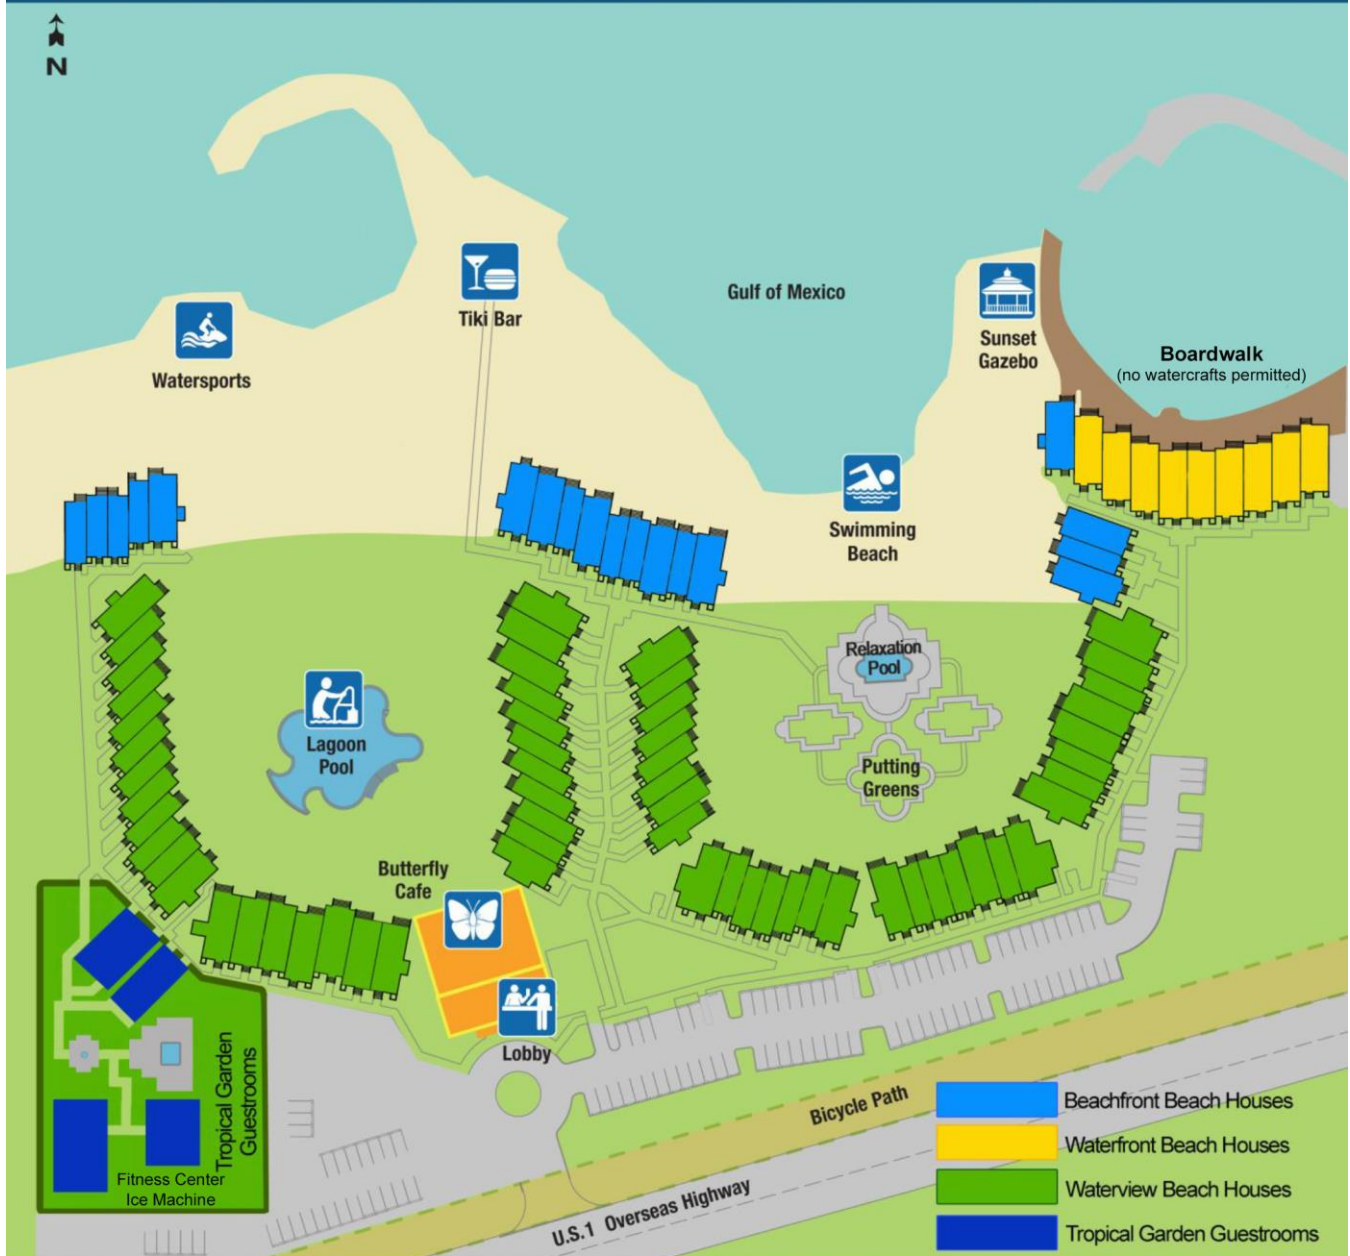 N
Tiki Bar
Gulf of Mexico
Sunset
Gazebo
Boardwalk
(no watercrafts permitted)
Watersports
Swimming
Beach
Relaxation
Pool
Lagoon
Pool
Putting
Greens
Butterfly
Cafe
Lobby
Tropical Garden
Guestrooms
Fitness Center
Ice Machine
Bicycle Path
U.S.1 Overseas Highway
Beachfront Beach Houses
Waterfront Beach Houses
Waterview Beach Houses
Tropical Garden Guestrooms